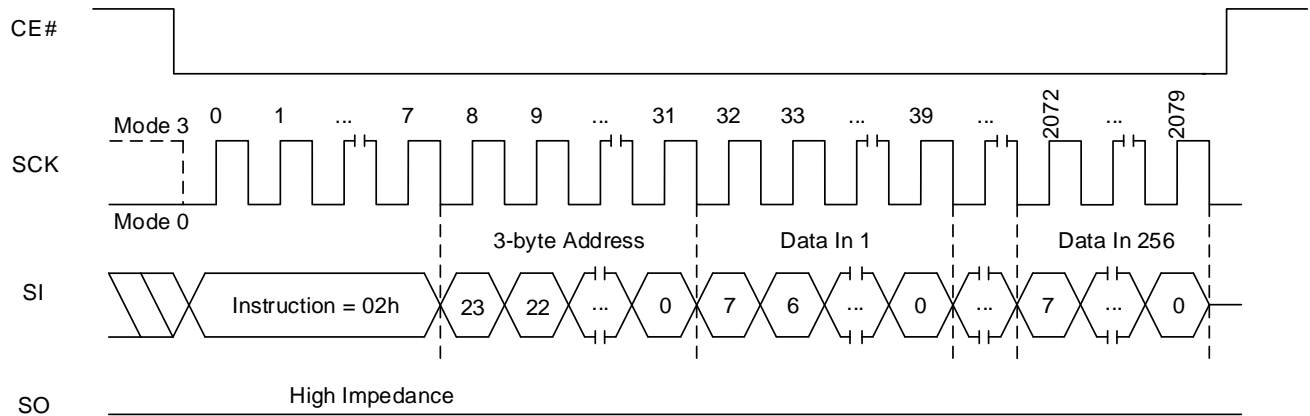 CE#
0 1 ... 7 8 9 ... 31 32 33 ... 39 ... 2072 ... 2079
Mode 3
SCK
Mode 0
3-byte Address Data In 1 Data In 256
SI Instruction = 02h 23 22 ... 0 7 6 ... 0 ... 7 ... 0
High Impedance
SO